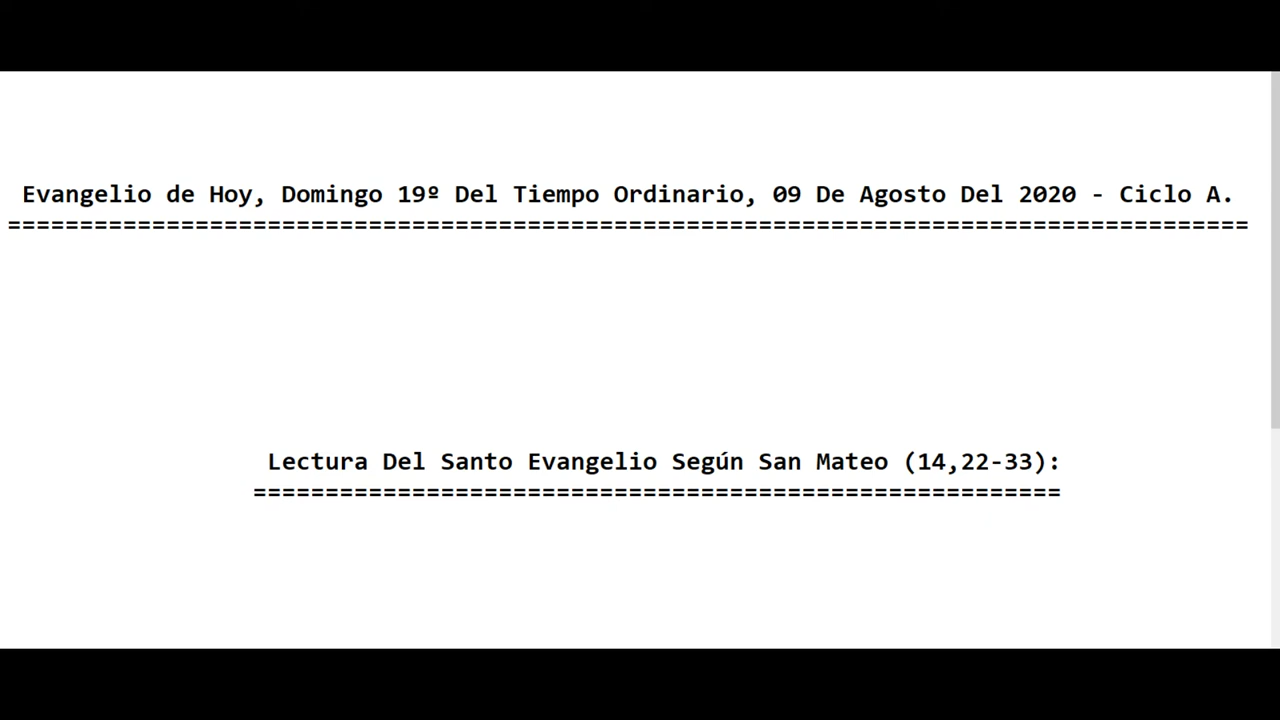 Evangelio de Hoy, Domingo 19º Del Tiempo Ordinario, 09 De Agosto Del 2020 - Ciclo A.
======================================================================================
Lectura Del Santo Evangelio Según San Mateo (14,22-33):
========================================================